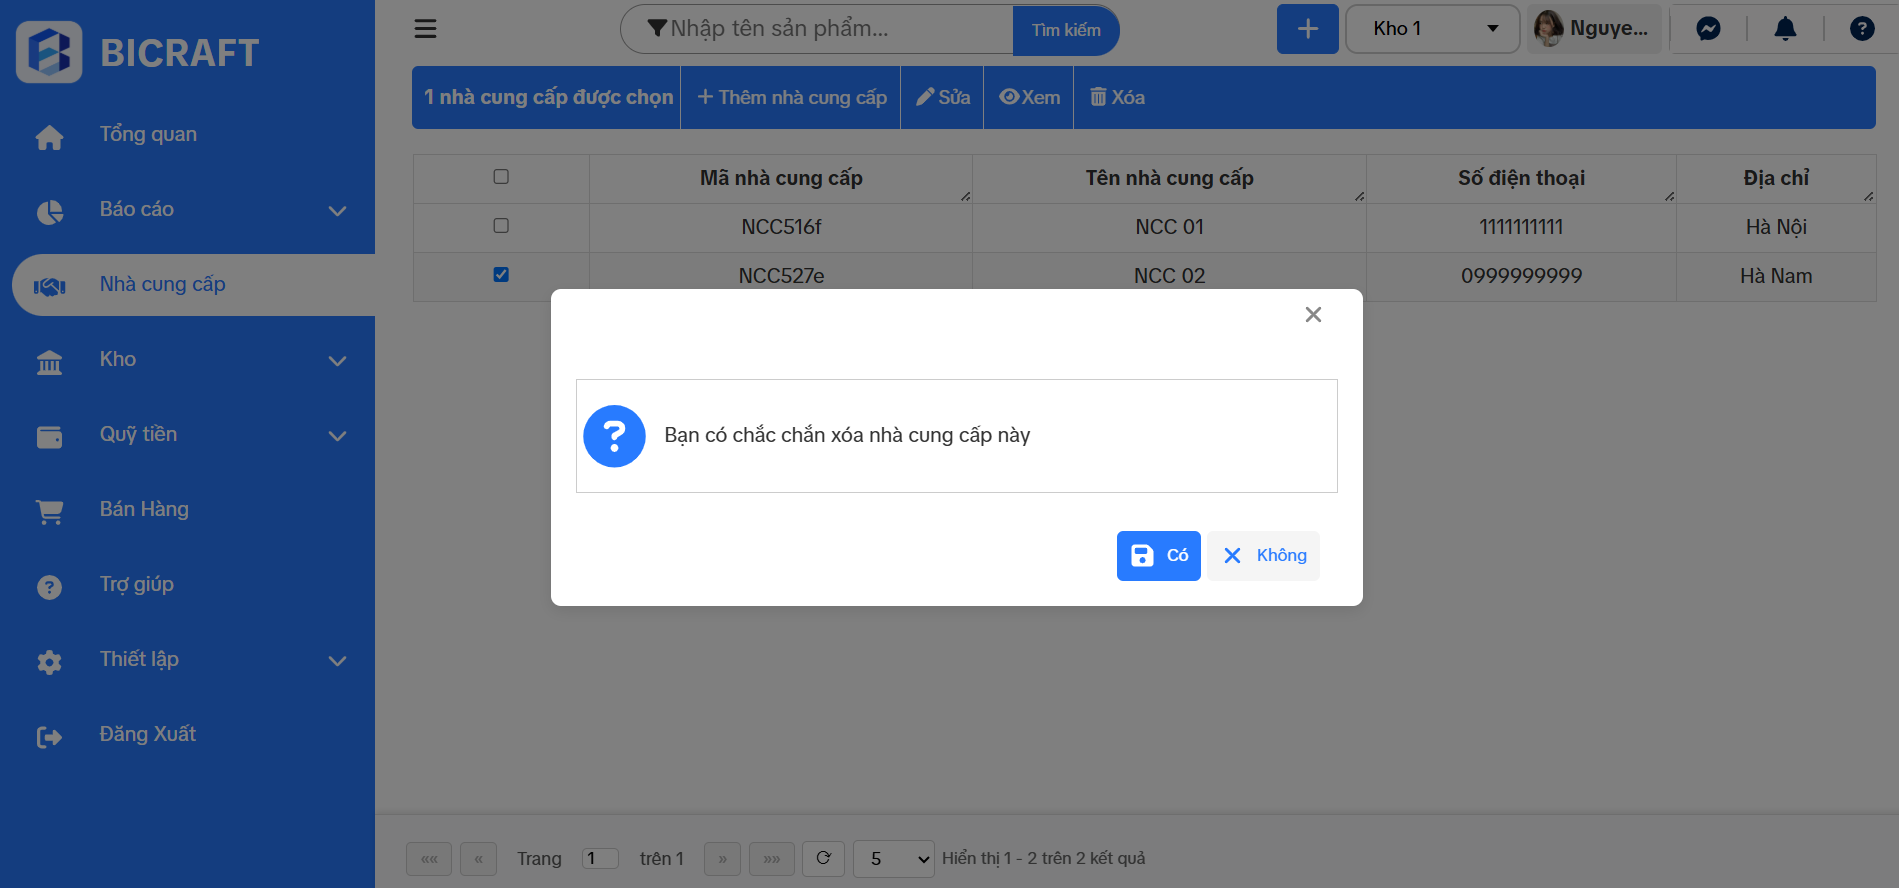 BICRAFT
Tổng quan
Báo cáo
Nhà cung cấp
Kho
Quỹ tiền
Bán Hàng
Trợ giúp
Thiết lập
Đăng Xuất
Nhập tên sản phẩm...
Tìm kiếm
Kho 1
Nguye...
1 nhà cung cấp được chọn
Thêm nhà cung cấp
Sửa
Xem
Xóa
Mã nhà cung cấp Tên nhà cung cấp Số điện thoại Địa chỉ
NCC516f NCC 01 1111111111 Hà Nội
NCC527e NCC 02 0999999999 Hà Nam
Bạn có chắc chắn xóa nhà cung cấp này
Có
Không
«« « Trang 1 trên 1 » »» 5 Hiển thị 1 - 2 trên 2 kết quả